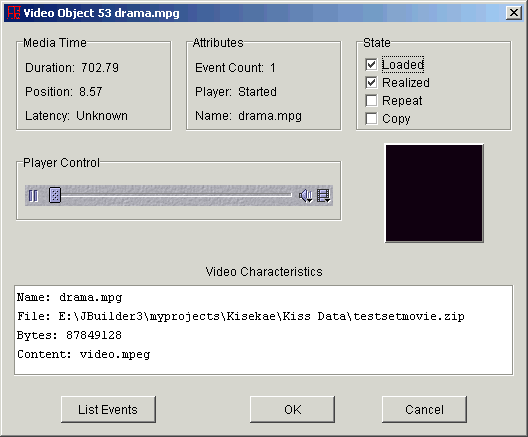 Video Object 53 drama.mpg
Media Time
Duration: 702.79
Position: 8.57
Latency: Unknown
Attributes
Event Count: 1
Player: Started
Name: drama.mpg
State
Loaded
Realized
Repeat
Copy
Player Control
Video Characteristics
Name: drama.mpg
File: E:\JBuilder3\myprojects\Kisekae\Kiss Data\testsetmovie.zip
Bytes: 87849128
Content: video.mpeg
List Events
OK
Cancel